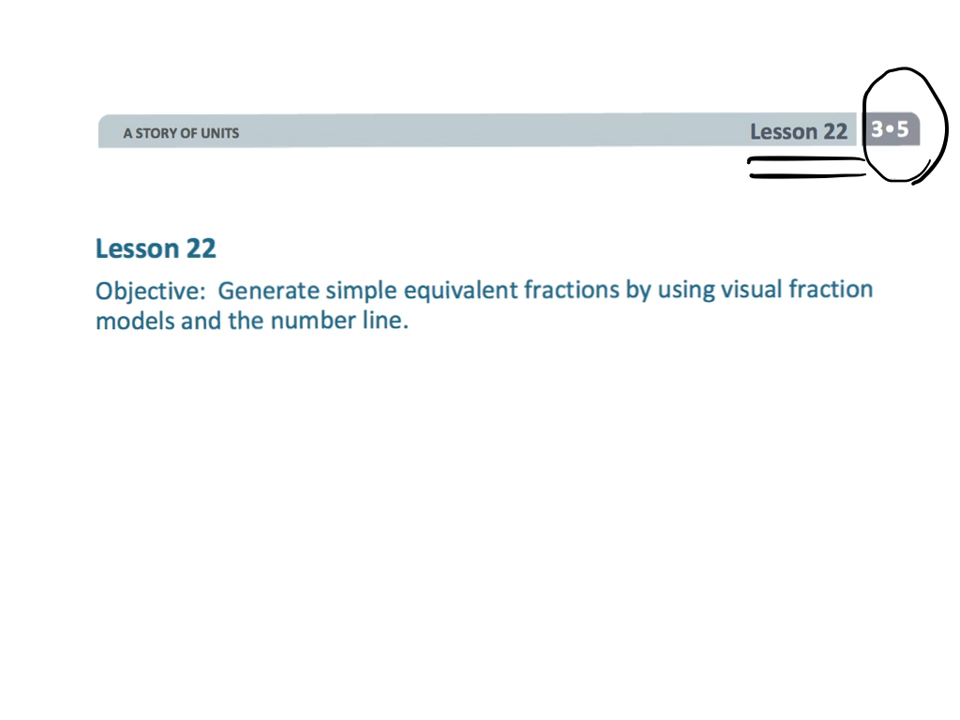 A STORY OF UNITS
Lesson 22
3•5
Lesson 22
Objective: Generate simple equivalent fractions by using visual fraction
models and the number line.